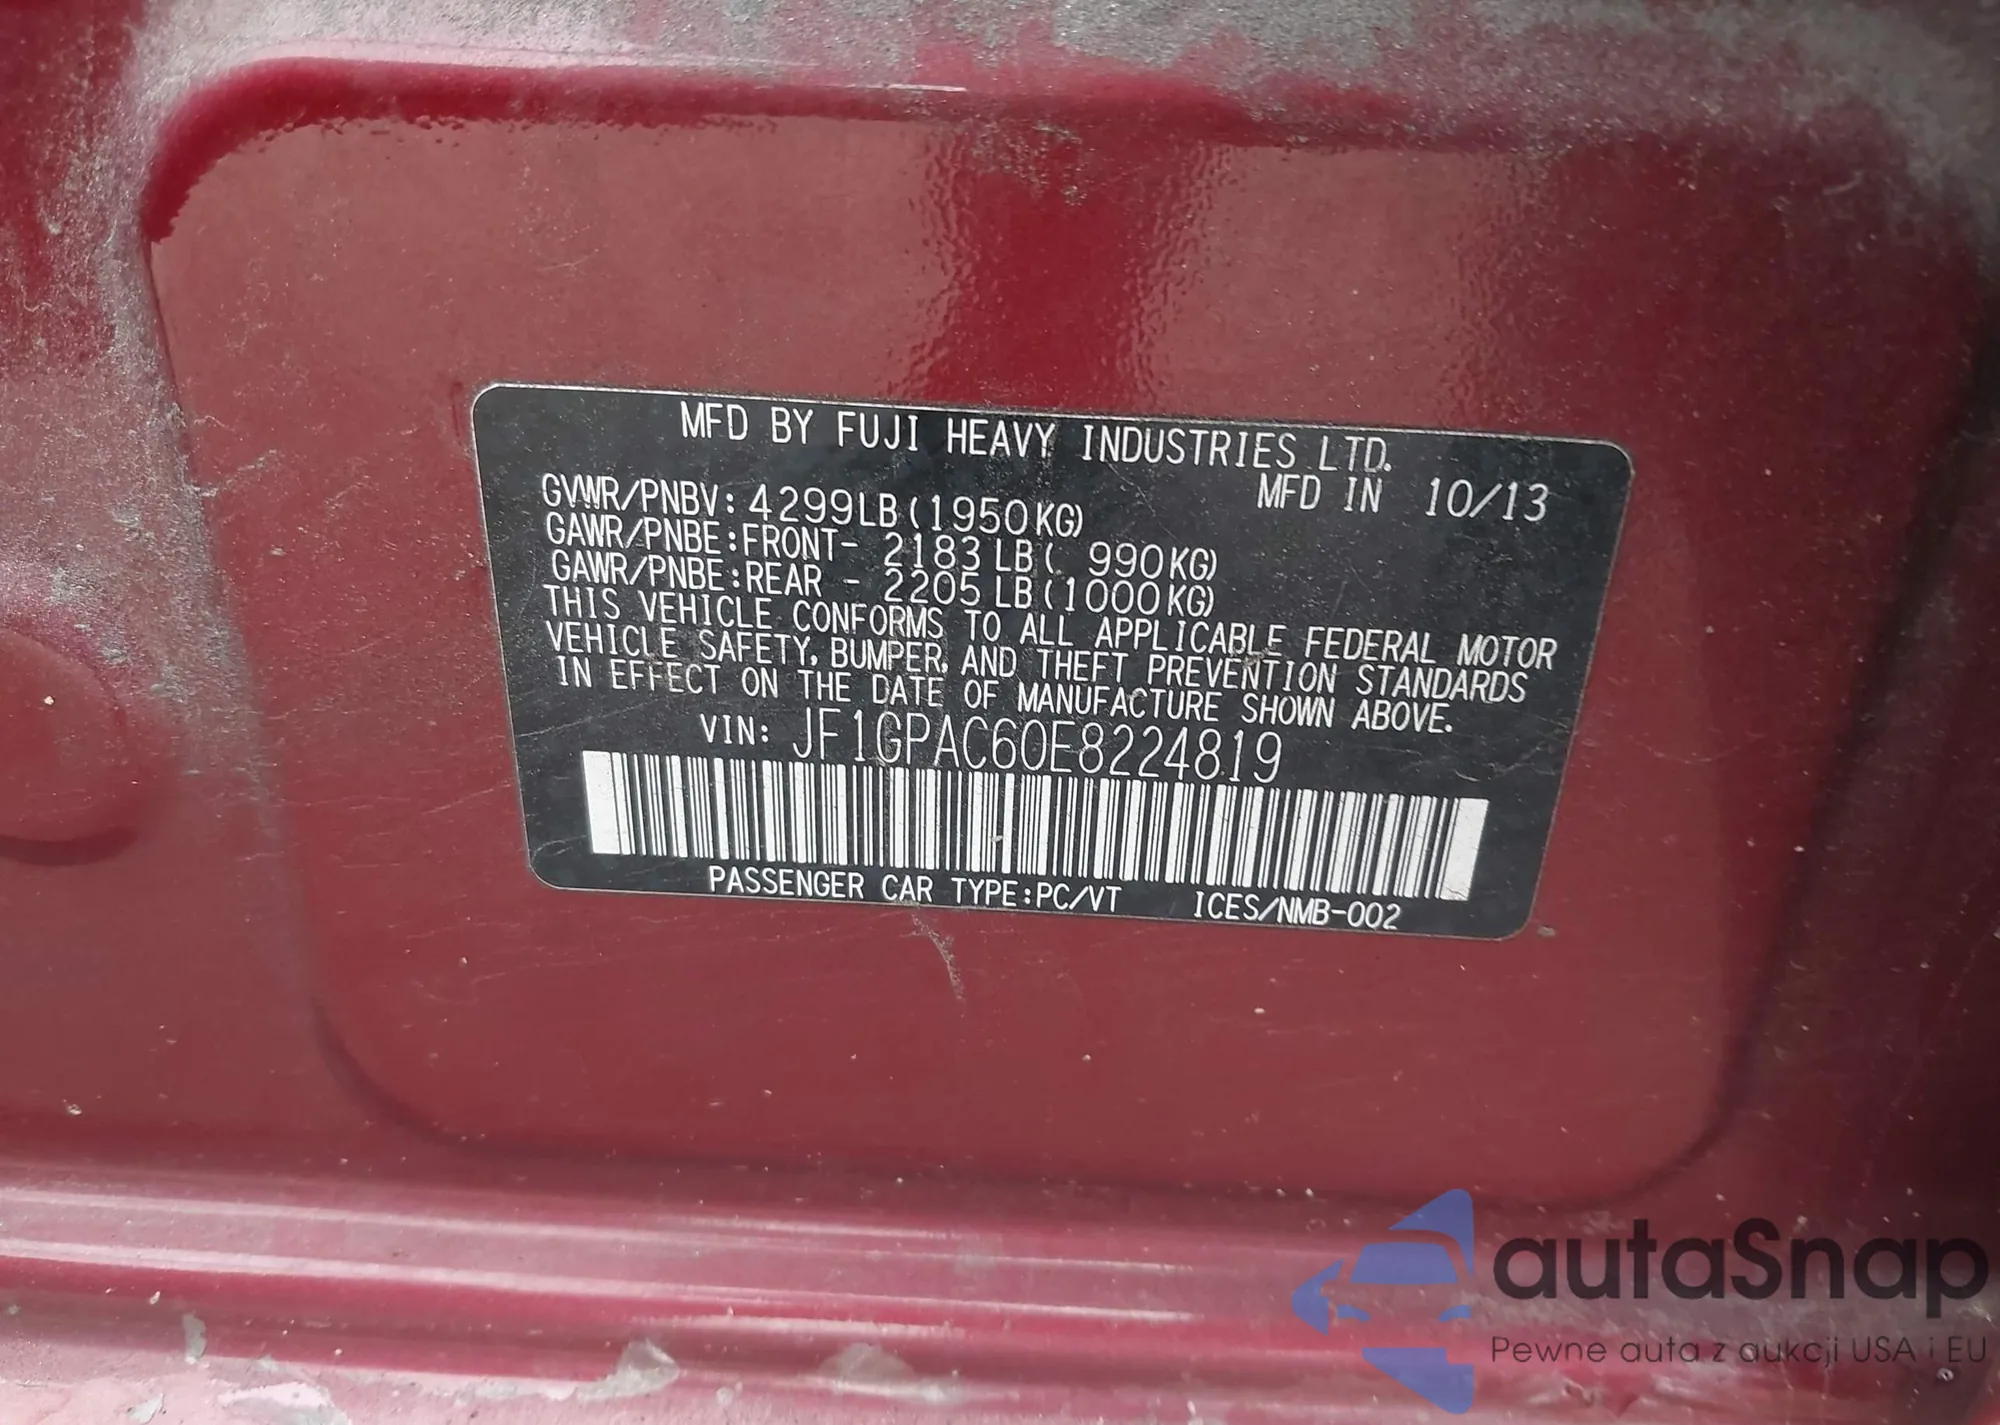 MFD BY FUJI HEAVY INDUSTRIES LTD.
MFD IN 10/13
GVWR/PNBV: 4299LB (1950KG)
GAWR/PNBE:FRONT- 2183 LB ( 990KG)
GAWR/PNBE:REAR - 2205 LB (1000KG)
THIS VEHICLE CONFORMS TO ALL APPLICABLE FEDERAL MOTOR
VEHICLE SAFETY, BUMPER, AND THEFT PREVENTION STANDARDS
IN EFFECT ON THE DATE OF MANUFACTURE SHOWN ABOVE.
VIN: JF1GPAC60E8224819
PASSENGER CAR TYPE:PC/VT ICES/NMB-002
autaSnap
Pewne auta z aukcji USA i EU